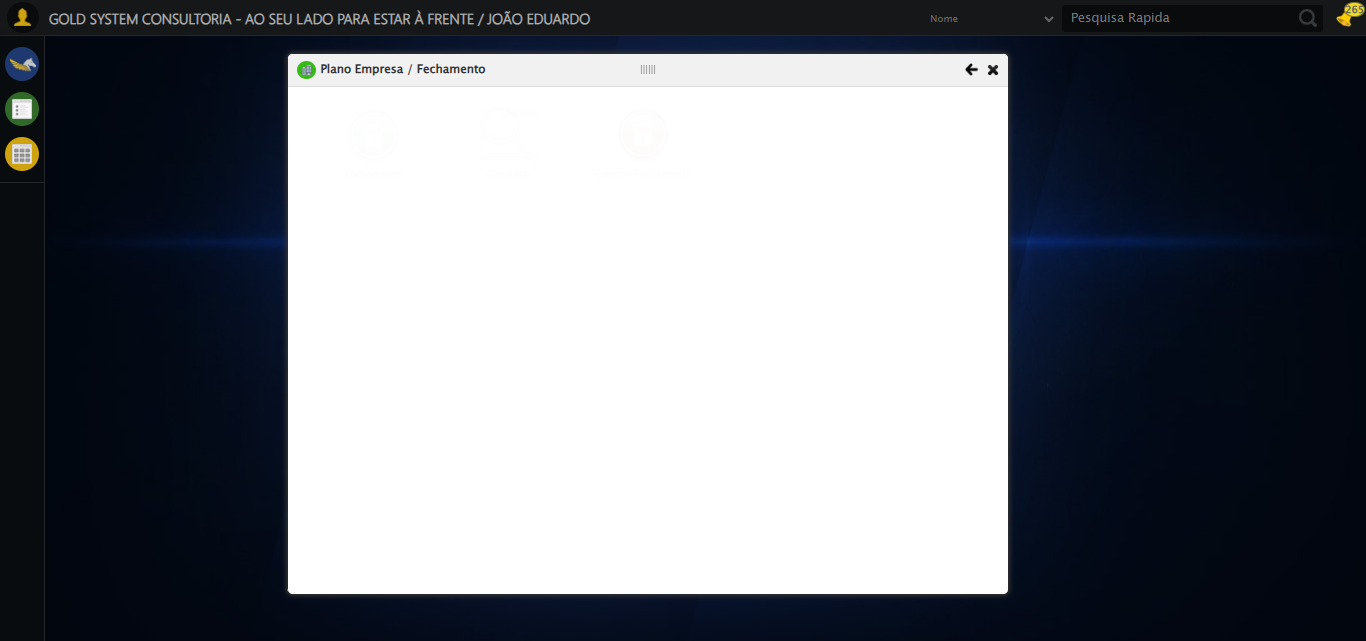 GOLD SYSTEM CONSULTORIA - AO SEU LADO PARA ESTAR À FRENTE / JOÃO EDUARDO
Nome
Pesquisa Rapida
265
Plano Empresa / Fechamento